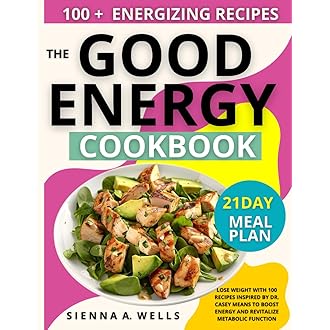 100 + ENERGIZING RECIPES
THE GOOD
ENERGY
COOKBOOK
21DAY
MEAL
PLAN
LOSE WEIGHT WITH 100
RECIPES INSPIRED BY DR.
CASEY MEANS TO BOOST
ENERGY AND REVITALIZE
METABOLIC FUNCTION
SIENNA A. WELLS